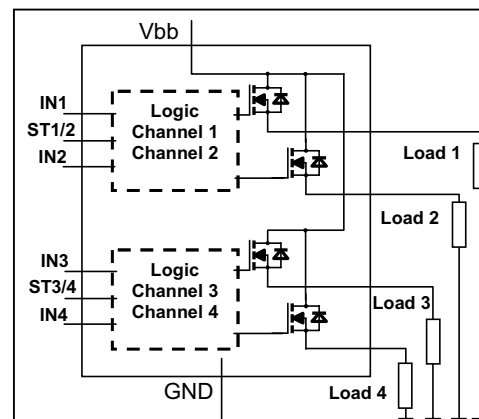 Vbb
IN1
ST1/2
IN2
Logic
Channel 1
Channel 2
Load 1
Load 2
IN3
ST3/4
IN4
Logic
Channel 3
Channel 4
Load 3
Load 4
GND